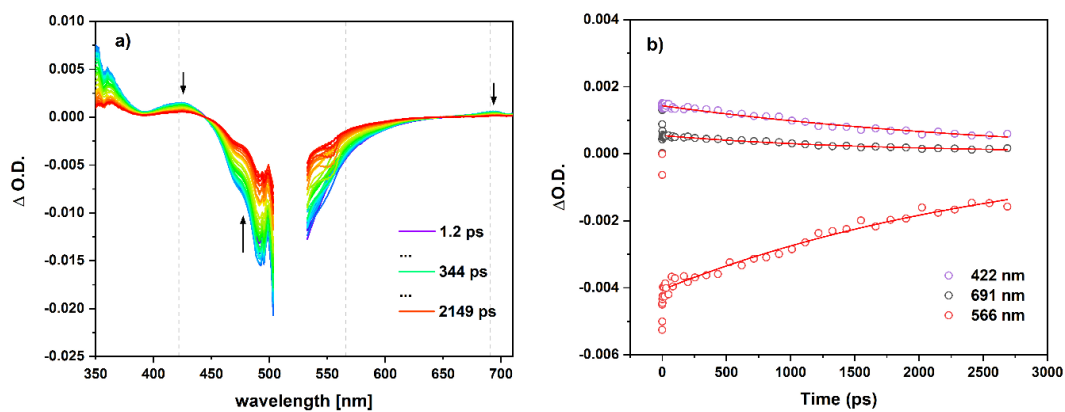 a)
0.010
0.005
0.000
-0.005
-0.010
-0.015
-0.020
-0.025
Δ O.D.
1.2 ps
...
344 ps
...
2149 ps
350 400 450 500 550 600 650 700
wavelength [nm]
b)
0.004
0.002
0.000
-0.002
-0.004
-0.006
ΔO.D.
422 nm
691 nm
566 nm
0 500 1000 1500 2000 2500 3000
Time (ps)